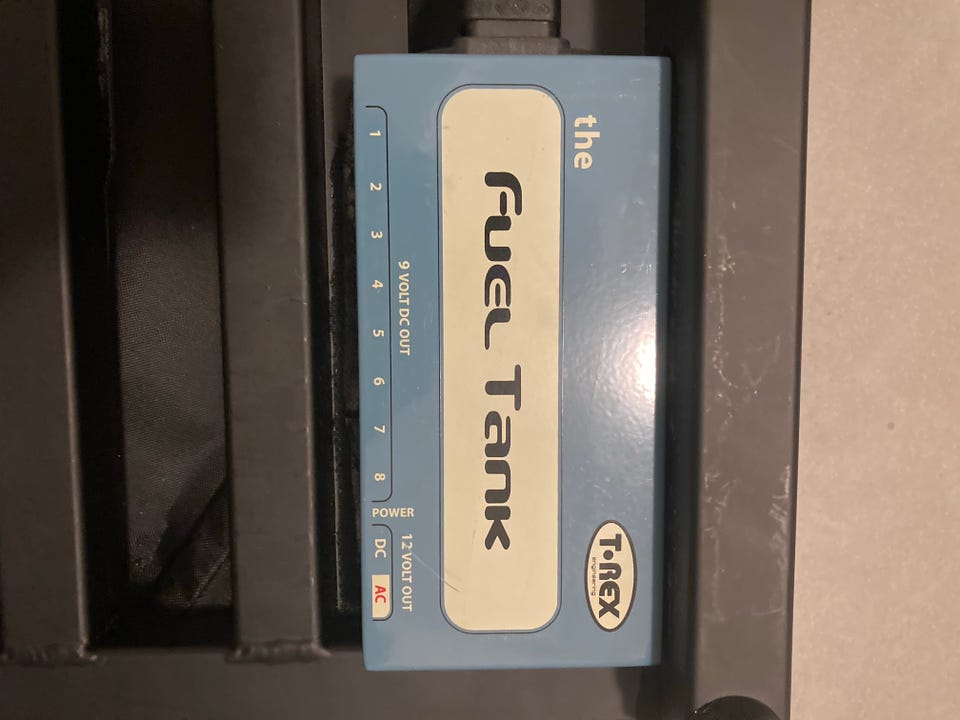 the
T·REX
engineering
Fuel Tank
9 VOLT DC OUT
12 VOLT OUT
1 2 3 4 5 6 7 8
POWER
DC
AC